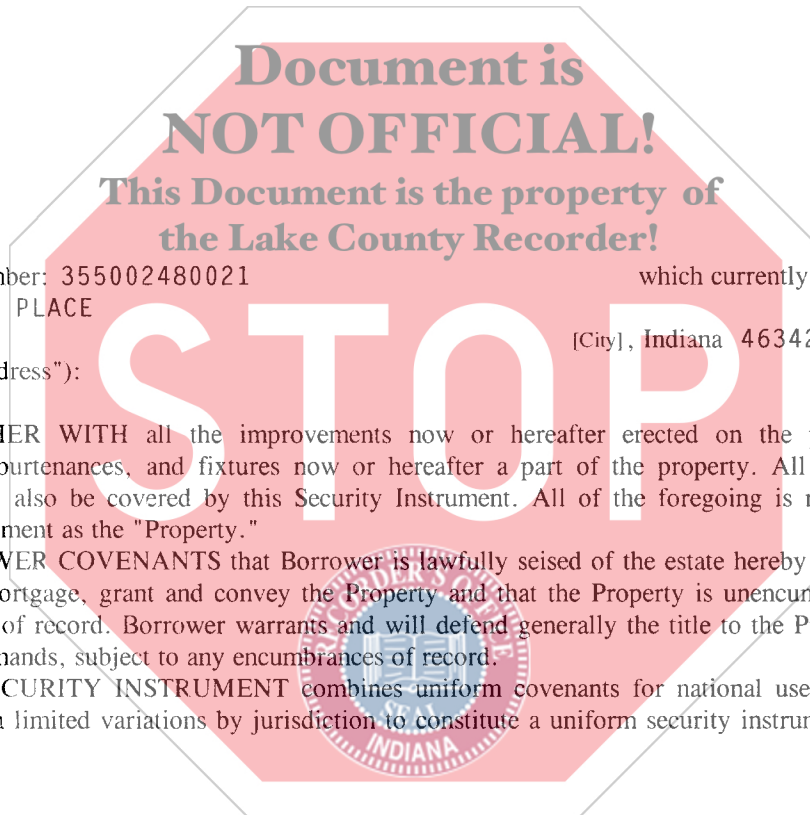 Document is
NOT OFFICIAL!
This Document is the property of
the Lake County Recorder!
nber: 355002480021 which currently
PLACE
[City], Indiana 46342
dress"):
STOP
HER WITH all the improvements now or hereafter erected on the
purtenances, and fixtures now or hereafter a part of the property. All
also be covered by this Security Instrument. All of the foregoing is r
ment as the "Property."
WER COVENANTS that Borrower is lawfully seised of the estate hereby
ortgage, grant and convey the Property and that the Property is unencum
of record. Borrower warrants and will defend generally the title to the P
nands, subject to any encumbrances of record.
CURITY INSTRUMENT combines uniform covenants for national use
limited variations by jurisdiction to constitute a uniform security instrum
RECORDER'S OFFICE
SEAL
INDIANA